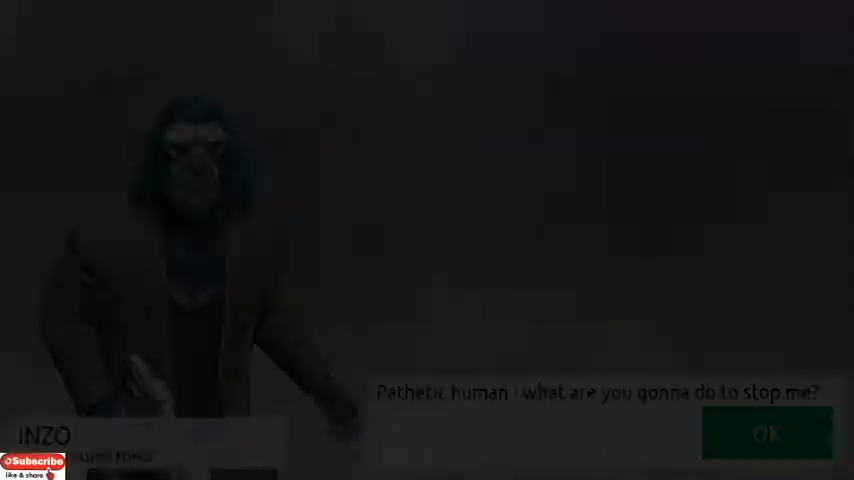 Pathetic human ! what are you gonna do to stop me?
OK
INZO
Subscribe
like & share